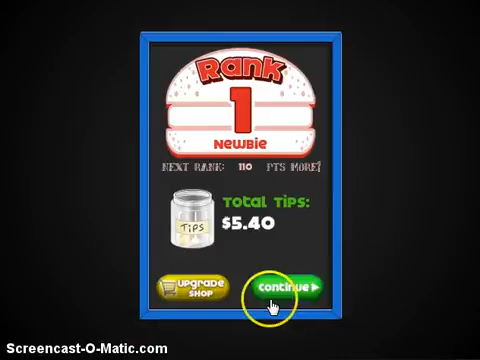 Rank
1
Newbie
NEXT RANK: 110 PTS MORE!
TOTAL TIPS:
TIPS
$5.40
UPGRADE
SHOP
CONTINUE
Screencast-O-Matic.com